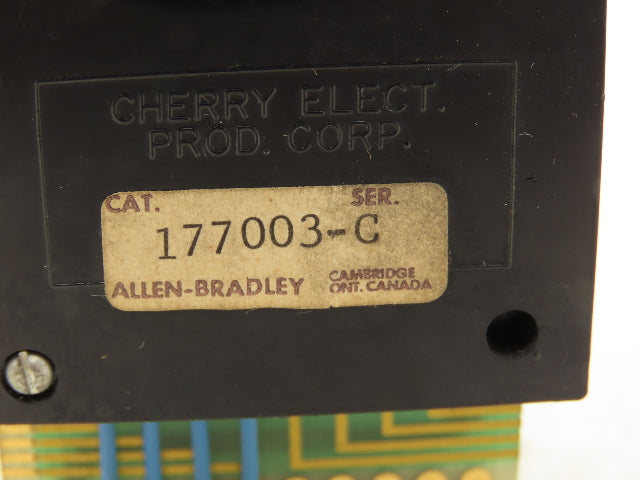 CHERRY ELECT.
PROD. CORP.
CAT. SER.
177003-C
ALLEN-BRADLEY CAMBRIDGE
ONT. CANADA